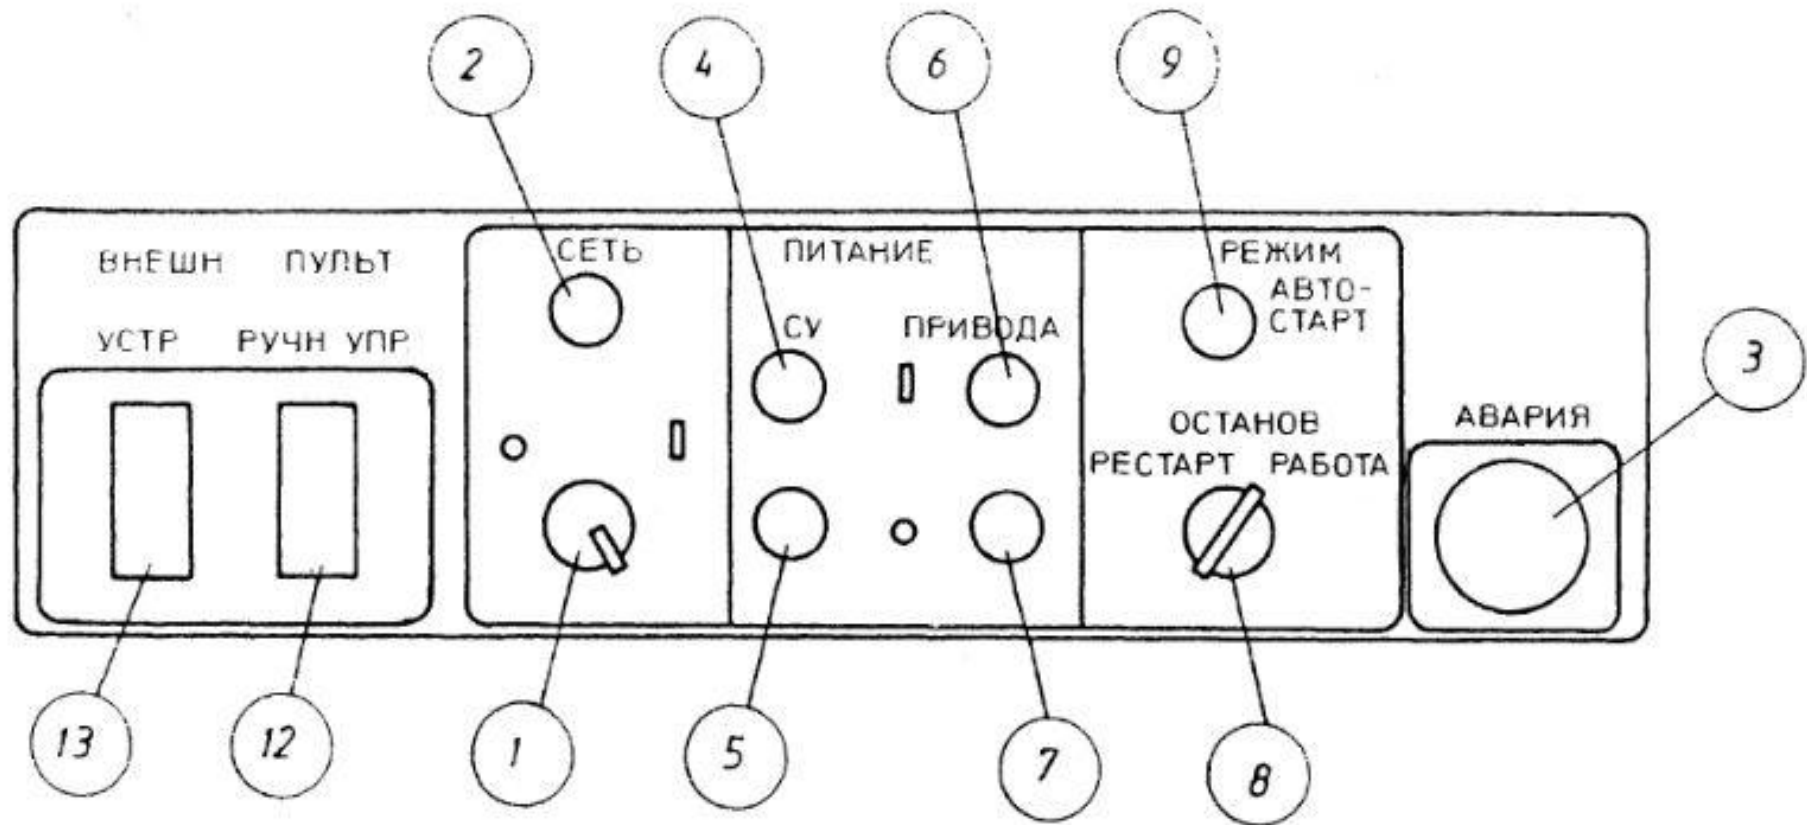 2 4 6 9
ВНЕШН ПУЛЬТ
УСТР РУЧН УПР
СЕТЬ
ПИТАНИЕ
СУ ПРИВОДА
РЕЖИМ
АВТО-
СТАРТ
ОСТАНОВ
РЕСТАРТ РАБОТА
АВАРИЯ
3
13 12 1 5 7 8